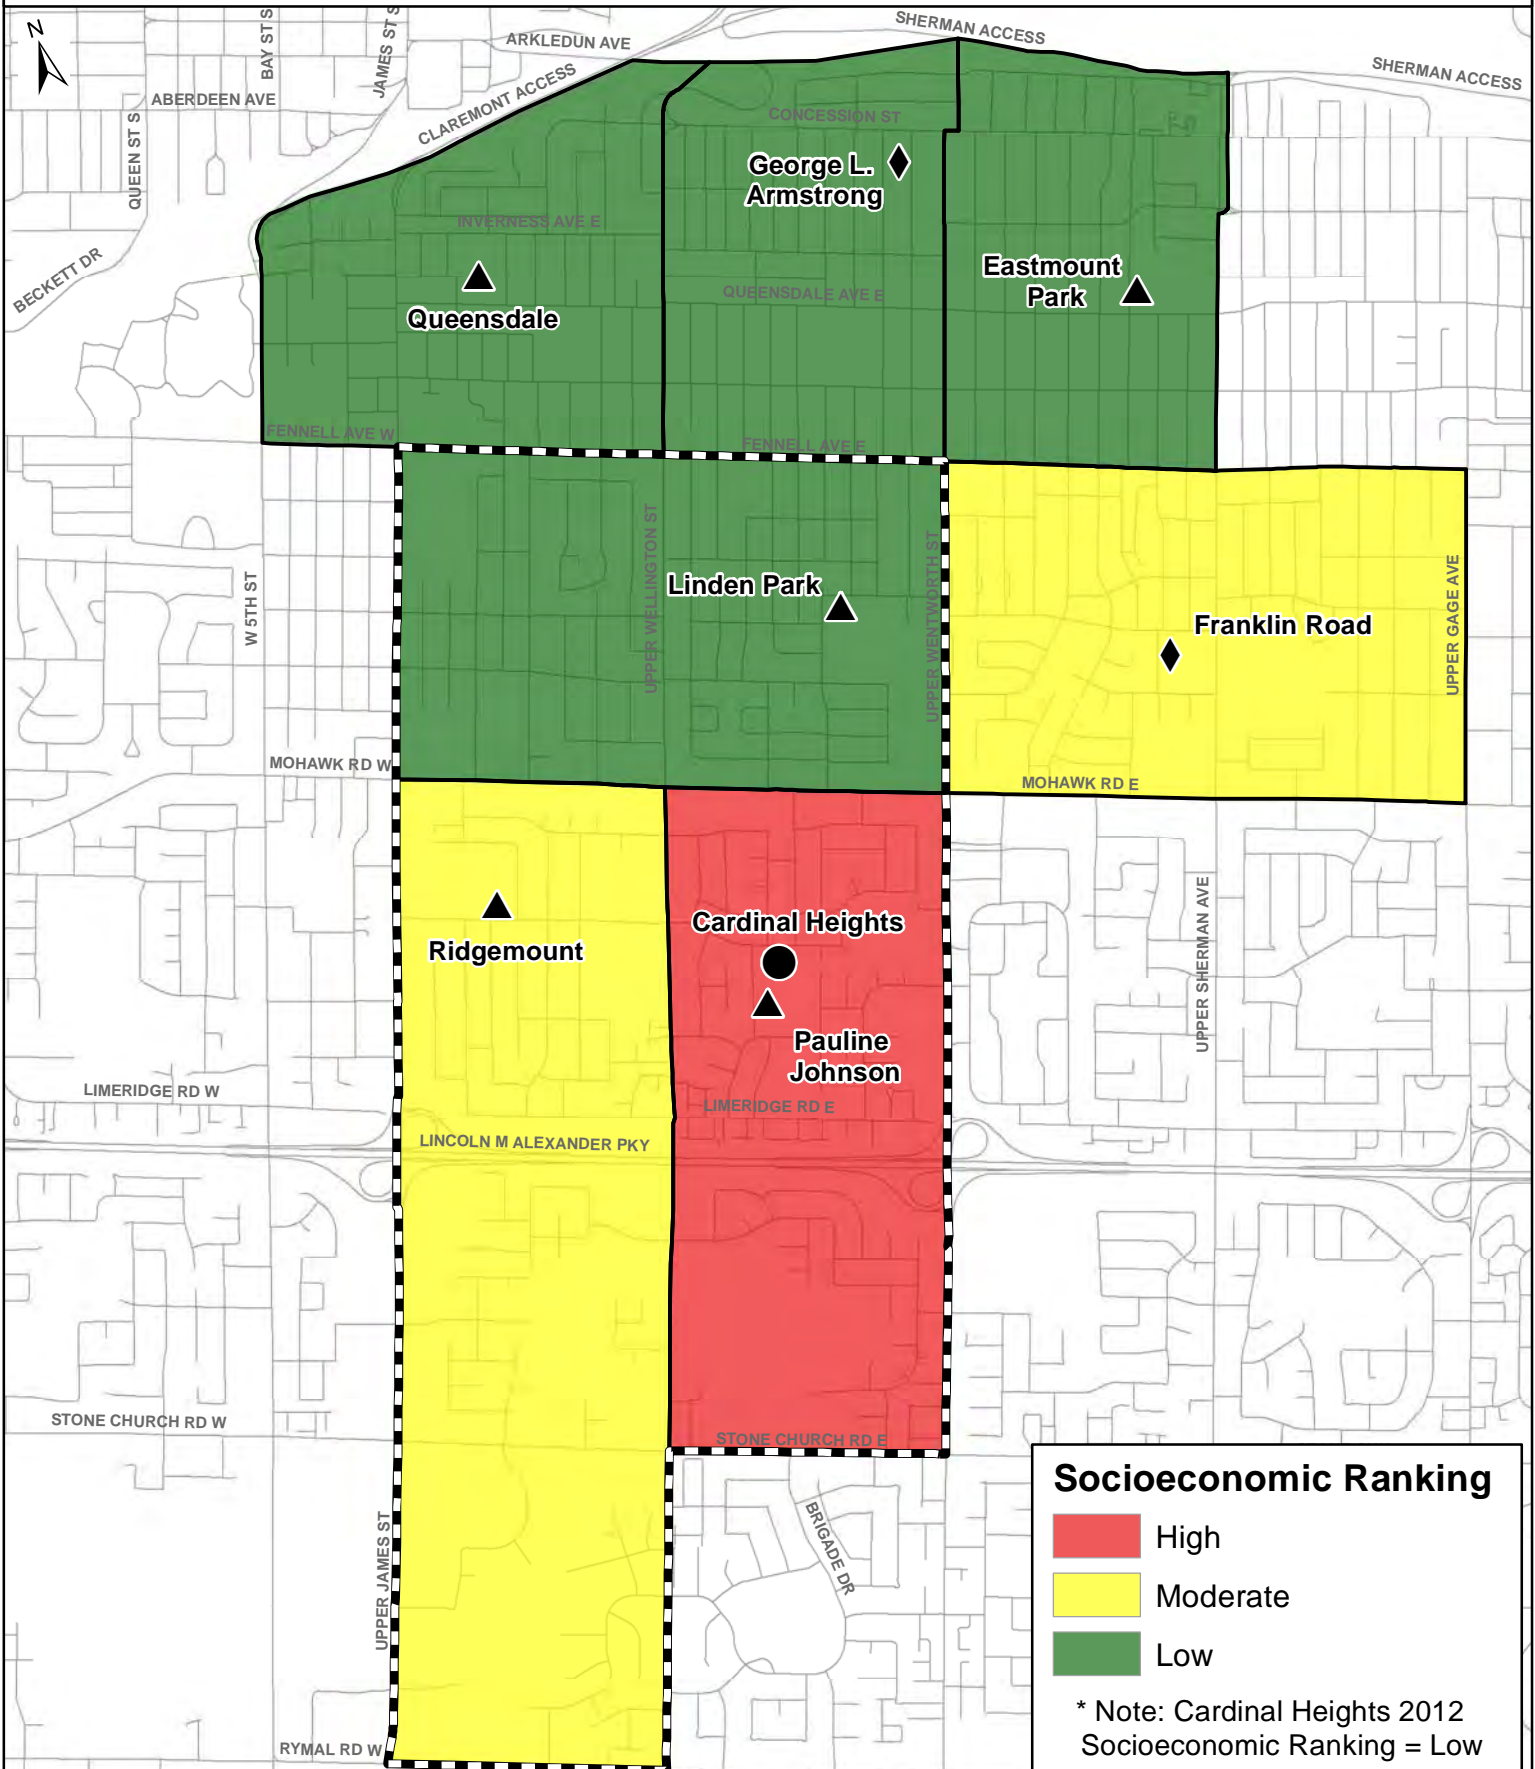 N
BAY ST S
JAMES ST S
ARKLEDUN AVE
SHERMAN ACCESS
SHERMAN ACCESS
ABERDEEN AVE
CLAREMONT ACCESS
QUEEN ST S
CONCESSION ST
George L.
Armstrong
INVERNESS AVE E
BECKETT DR
Queensdale
QUEENSDALE AVE E
Eastmount
Park
FENNELL AVE W
FENNELL AVE E
W 5TH ST
UPPER WELLINGTON ST
Linden Park
UPPER WENTWORTH ST
Franklin Road
UPPER GAGE AVE
MOHAWK RD W
MOHAWK RD E
Ridgemount
Cardinal Heights
Pauline
Johnson
UPPER SHERMAN AVE
LIMERIDGE RD W
LIMERIDGE RD E
LINCOLN M ALEXANDER PKY
STONE CHURCH RD W
STONE CHURCH RD E
UPPER JAMES ST
BRIGADE DR
RYMAL RD W
Socioeconomic Ranking
High
Moderate
Low
* Note: Cardinal Heights 2012
Socioeconomic Ranking = Low